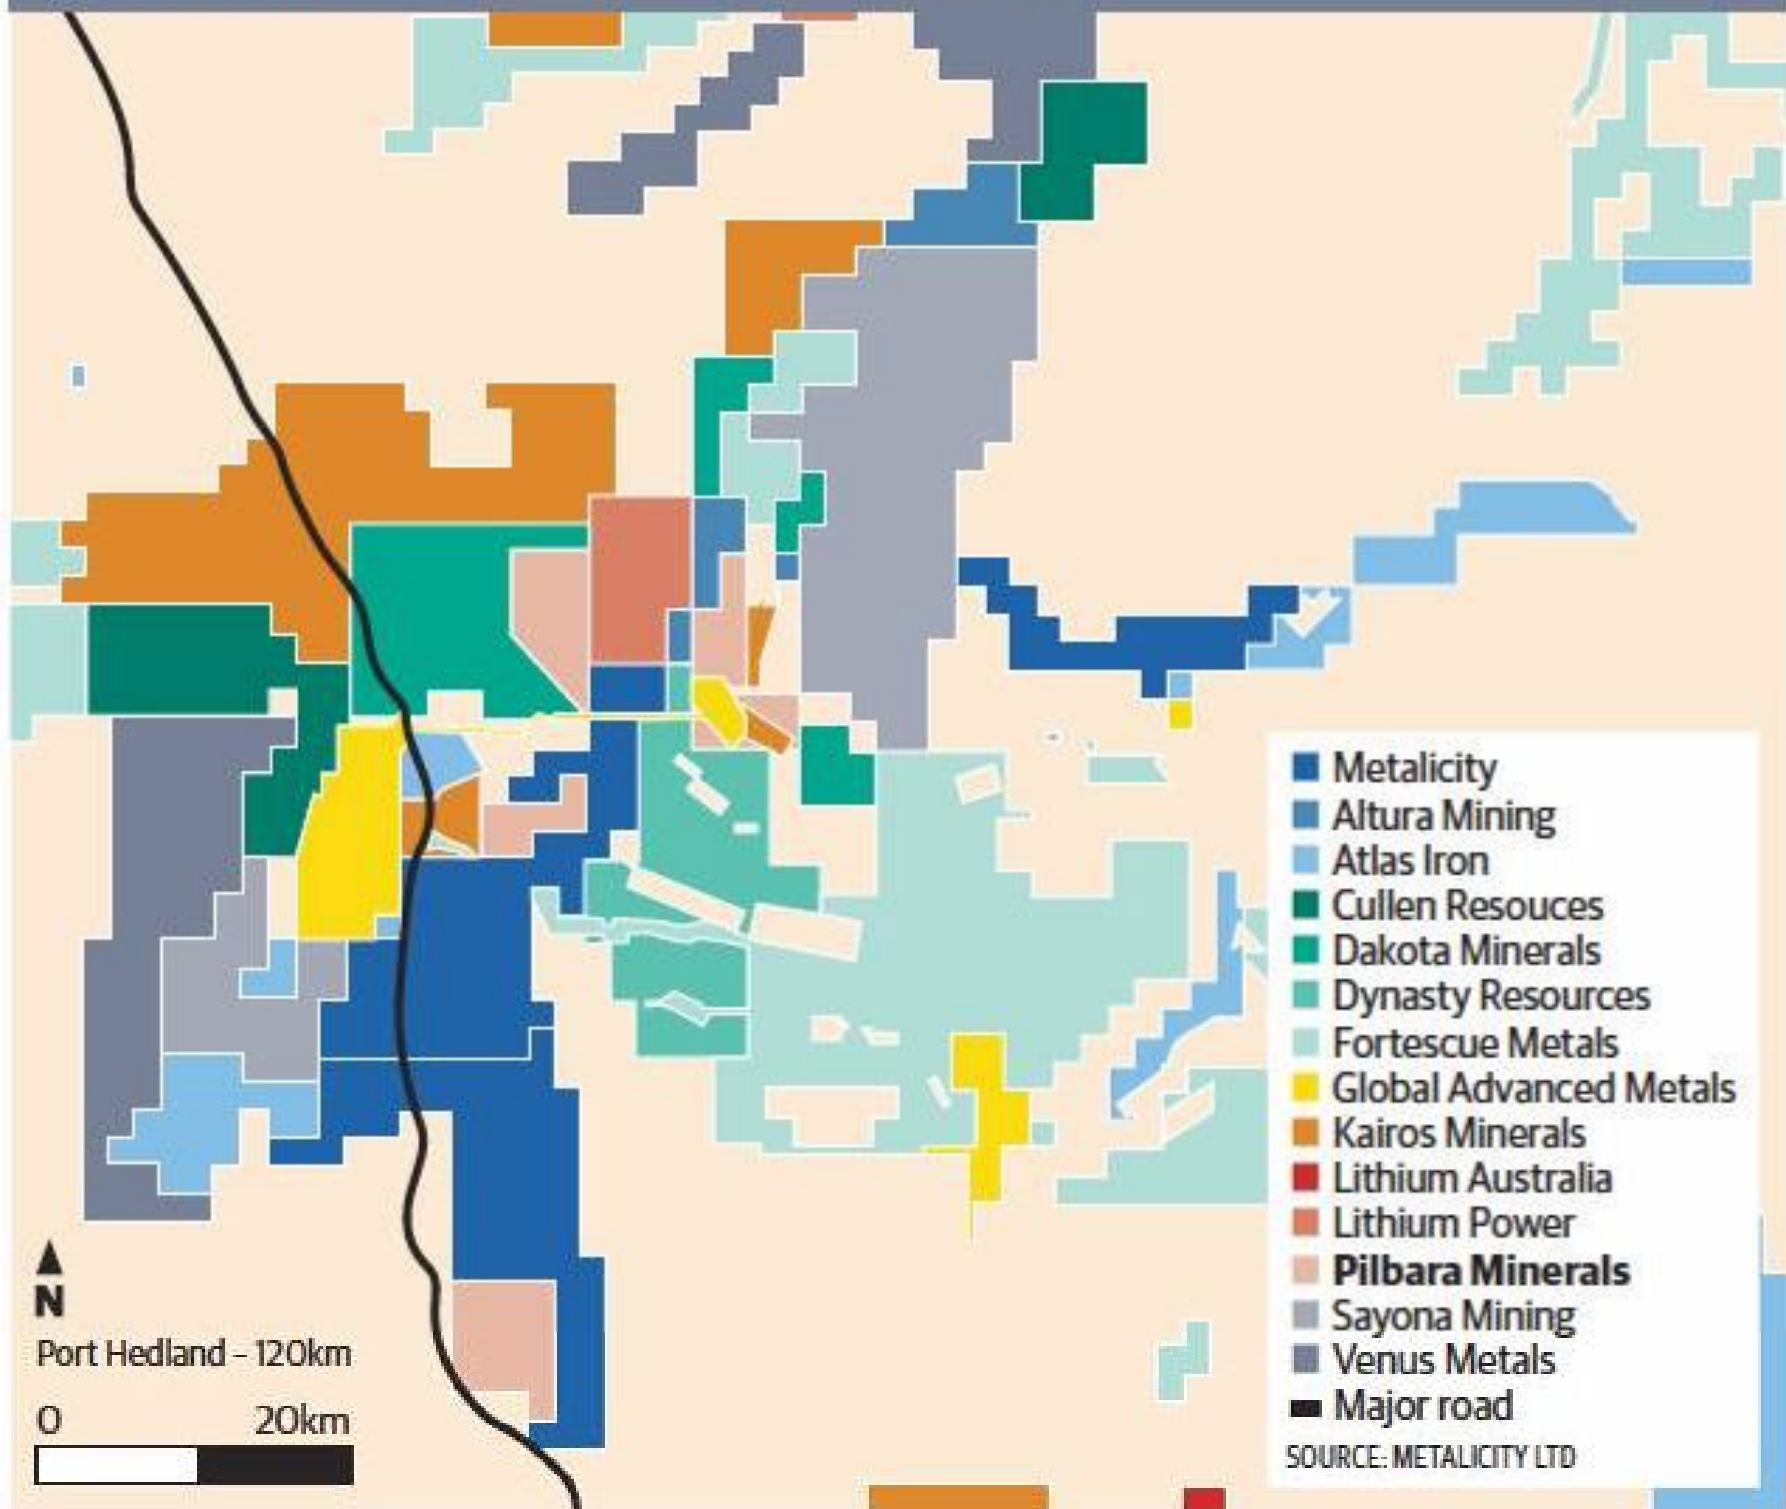 Metalicity
Altura Mining
Atlas Iron
Cullen Resouces
Dakota Minerals
Dynasty Resources
Fortescue Metals
Global Advanced Metals
Kairos Minerals
Lithium Australia
Lithium Power
Pilbara Minerals
Sayona Mining
Venus Metals
Major road
SOURCE: METALICITY LTD
N
Port Hedland – 120km
0 20km